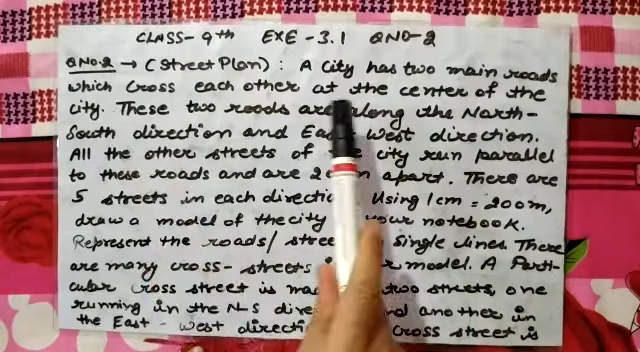 CLASS- 9th EXE - 3.1 QNO-2
QNO.2 → (Street Plan) : A City has two main roads
which Cross each other at the center of the
city. These two roads are along the North-
South direction and West direction.
All the other streets of city run parallel
to these roads and are apart. There are
5 streets in each Using 1cm = 200m,
draw a model of the city notebook.
Represent the roads/ single lines. There
are many cross- streets model. A Parti-
cular cross street is two streets, one
running in the N-S another in
the East - West Cross street is